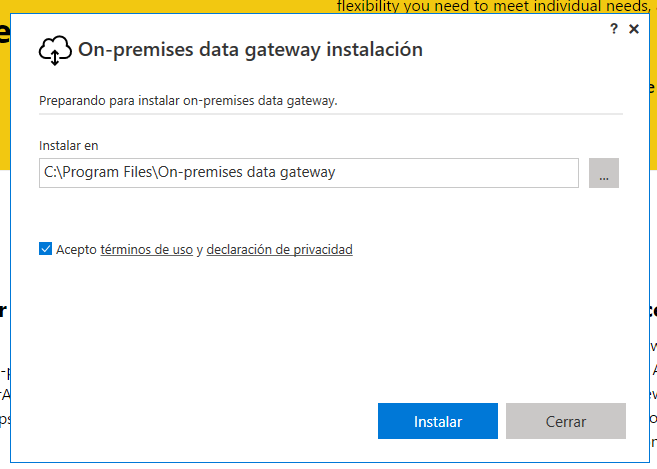 flexibility you need to meet individual needs,
? ×
On-premises data gateway instalación
Preparando para instalar on-premises data gateway.
Instalar en
C:\Program Files\On-premises data gateway
...
Acepto términos de uso y declaración de privacidad
Instalar
Cerrar